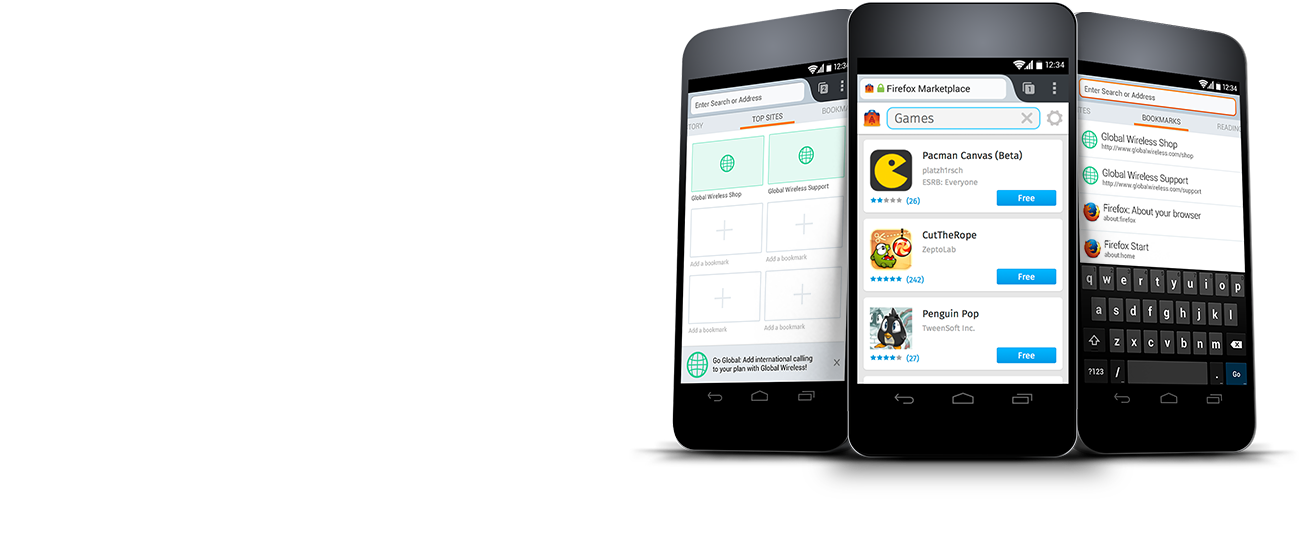 12:34
Enter Search or Address
2
TORY
TOP SITES
BOOKMA
Global Wireless Shop
Global Wireless Support
Add a bookmark
Add a bookmark
Add a bookmark
Add a bookmark
Go Global: Add international calling
to your plan with Global Wireless!
12:34
Firefox Marketplace
1
Games
Pacman Canvas (Beta)
platzh1rsch
ESRB: Everyone
(26)
Free
CutTheRope
ZeptoLab
(242)
Free
Penguin Pop
TweenSoft Inc.
(27)
Free
12:34
Enter Search or Address
ITES
BOOKMARKS
READING
Global Wireless Shop
http://www.globalwireless.com/shop
Global Wireless Support
http://www.globalwireless.com/support
Firefox: About your browser
about:firefox
Firefox Start
about:home
q w e r t y u i o p
a s d f g h j k l
z x c v b n m
?123 / . Go